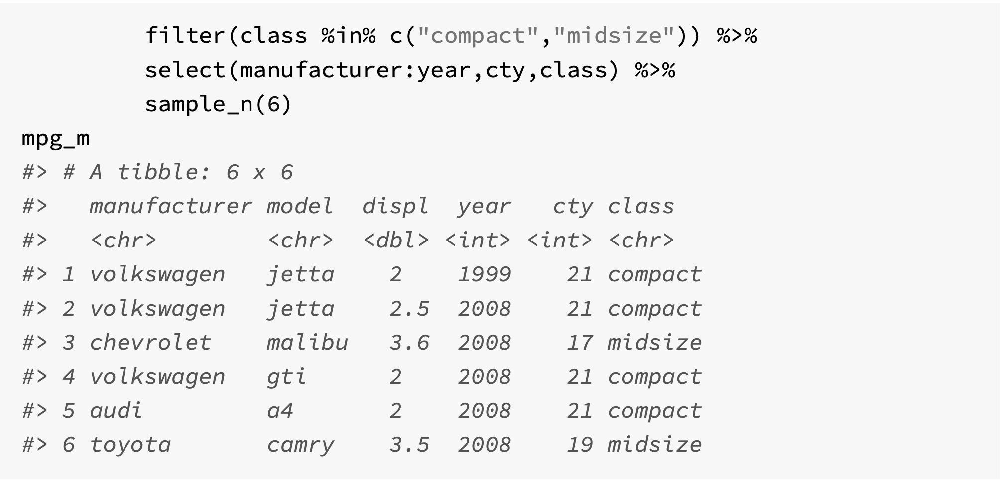 filter(class %in% c("compact","midsize")) %>%
select(manufacturer:year,cty,class) %>%
sample_n(6)
mpg_m
#> # A tibble: 6 x 6
#>   manufacturer model  displ  year   cty class
#>   <chr>        <chr>  <dbl> <int> <int> <chr>
#> 1 volkswagen   jetta    2    1999    21 compact
#> 2 volkswagen   jetta    2.5  2008    21 compact
#> 3 chevrolet    malibu   3.6  2008    17 midsize
#> 4 volkswagen   gti      2    2008    21 compact
#> 5 audi         a4       2    2008    21 compact
#> 6 toyota       camry    3.5  2008    19 midsize